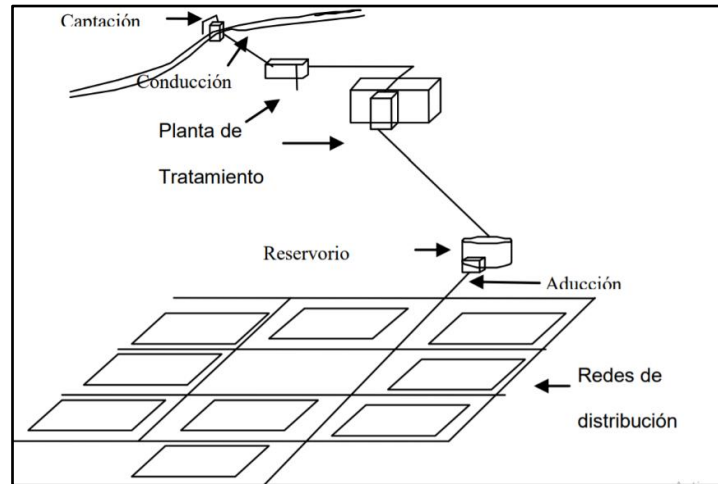 Captación
Conducción
Planta de
Tratamiento
Reservorio
Aducción
Redes de
distribución